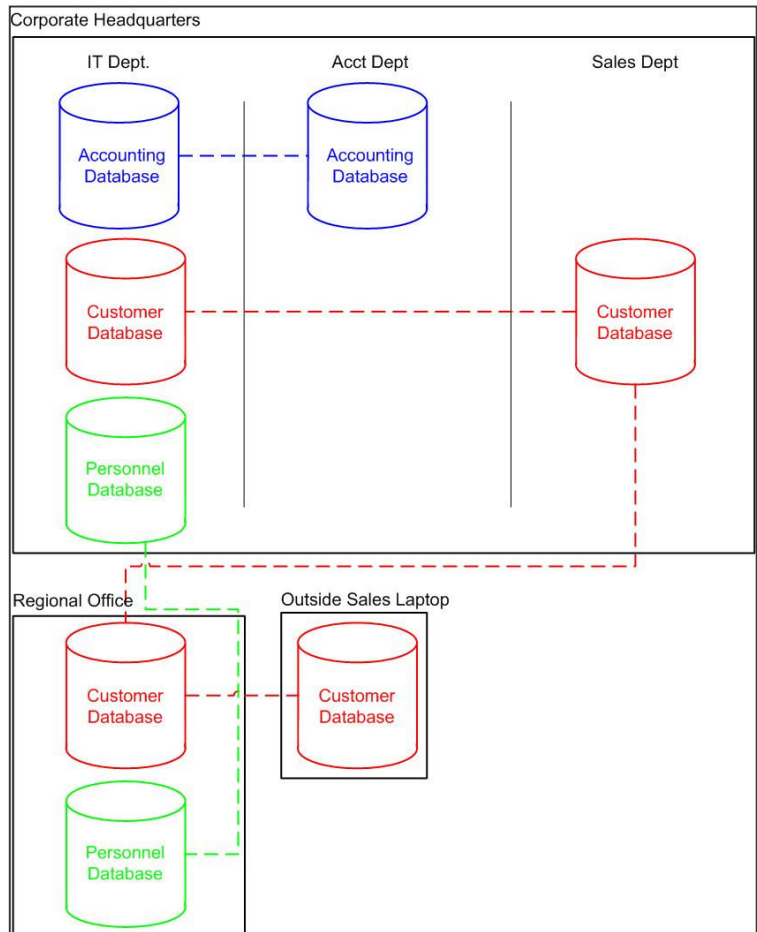 Corporate Headquarters
IT Dept.
Acct Dept
Sales Dept
Accounting
Database
Accounting
Database
Customer
Database
Customer
Database
Personnel
Database
Regional Office
Outside Sales Laptop
Customer
Database
Customer
Database
Personnel
Database